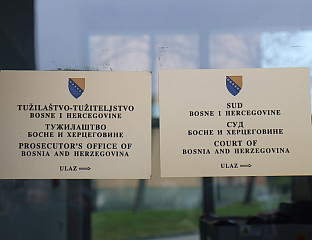 TUŽILAŠTVO-TUŽITELJSTVO
BOSNE I HERCEGOVINE
ТУЖИЛАШТВО
БОСНЕ И ХЕРЦЕГОВИНЕ
PROSECUTOR'S OFFICE OF
BOSNIA AND HERZEGOVINA
ULAZ ⇨
SUD
BOSNE I HERCEGOVINE
СУД
БОСНЕ И ХЕРЦЕГОВИНЕ
COURT OF
BOSNIA AND HERZEGOVINA
ULAZ ⇨